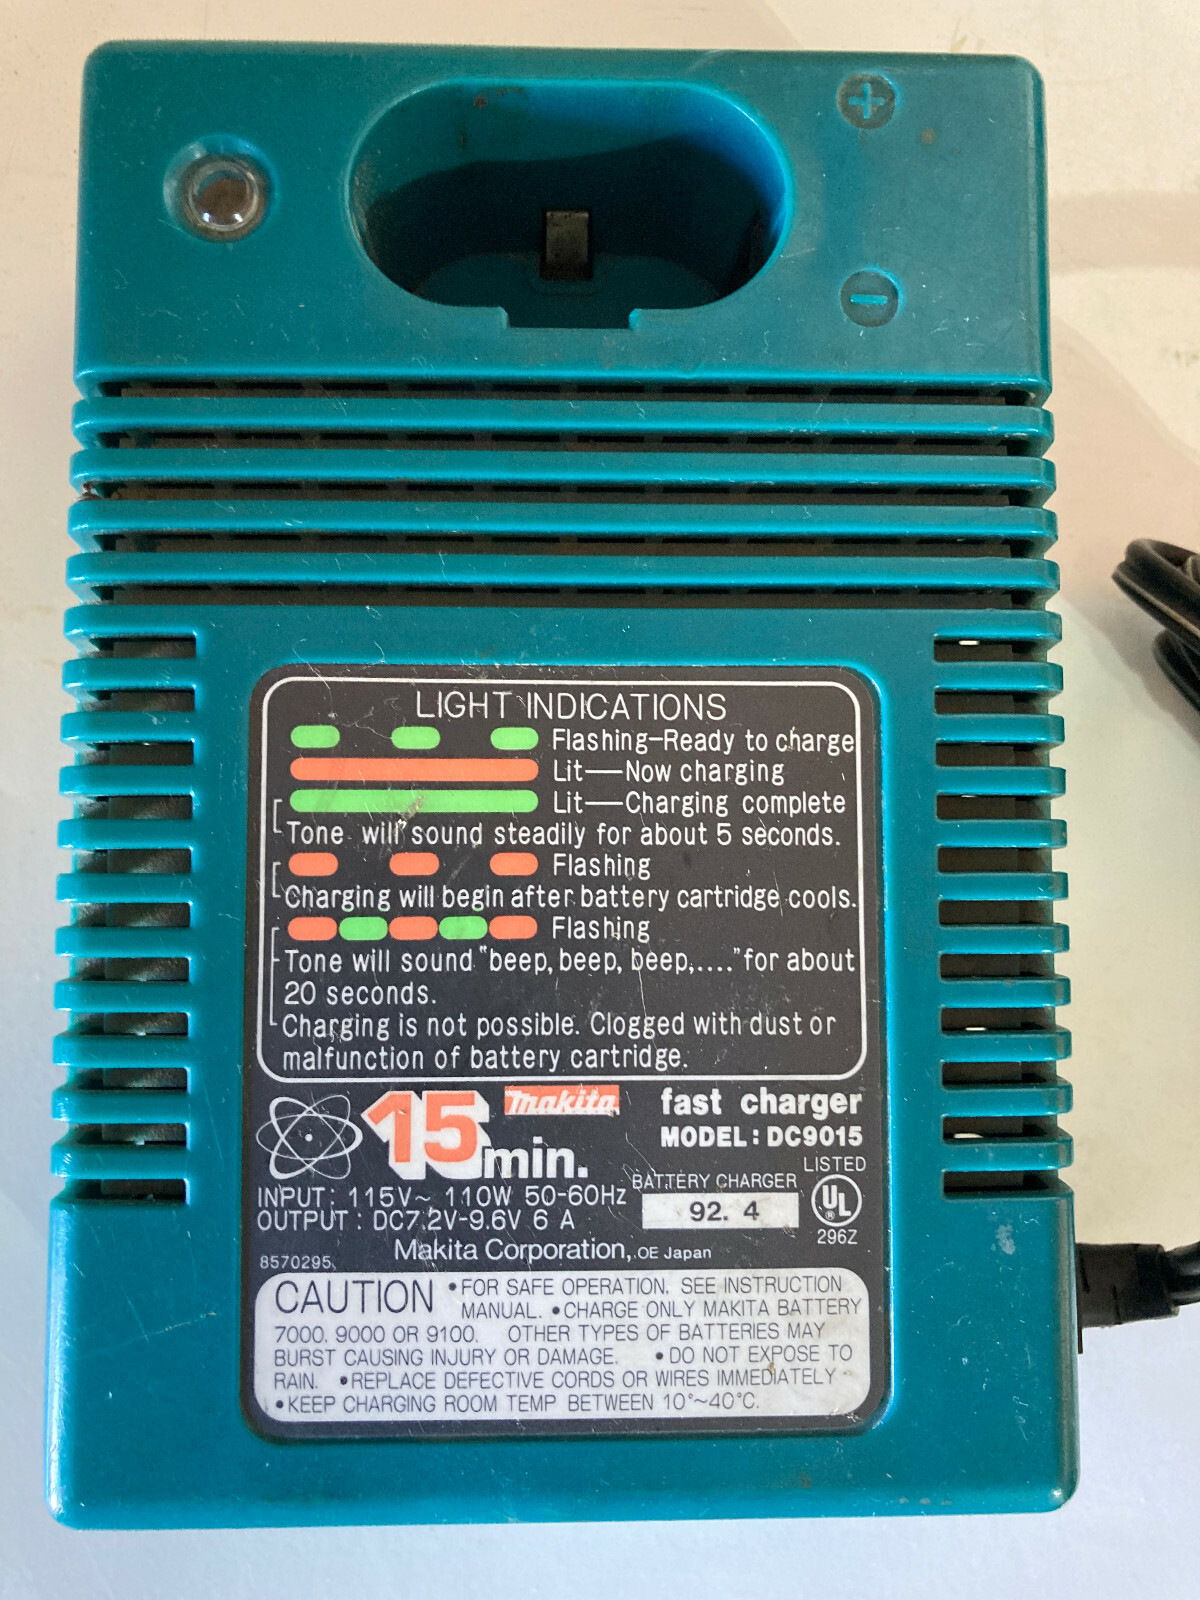 +
−
LIGHT INDICATIONS
Flashing—Ready to charge
Lit—Now charging
Lit—Charging complete
Tone will sound steadily for about 5 seconds.
Flashing
Charging will begin after battery cartridge cools.
Flashing
Tone will sound "beep, beep, beep,...." for about
20 seconds.
Charging is not possible. Clogged with dust or
malfunction of battery cartridge.
15 min.
makita
fast charger
MODEL: DC9015
INPUT: 115V~ 110W 50-60Hz
OUTPUT: DC7.2V-9.6V 6 A
BATTERY CHARGER
92. 4
LISTED
UL
®
296Z
Makita Corporation, .OE Japan
8570295
CAUTION •FOR SAFE OPERATION. SEE INSTRUCTION
MANUAL. •CHARGE ONLY MAKITA BATTERY
7000. 9000 OR 9100. OTHER TYPES OF BATTERIES MAY
BURST CAUSING INJURY OR DAMAGE. •DO NOT EXPOSE TO
RAIN. •REPLACE DEFECTIVE CORDS OR WIRES IMMEDIATELY
•KEEP CHARGING ROOM TEMP BETWEEN 10°~40°C.